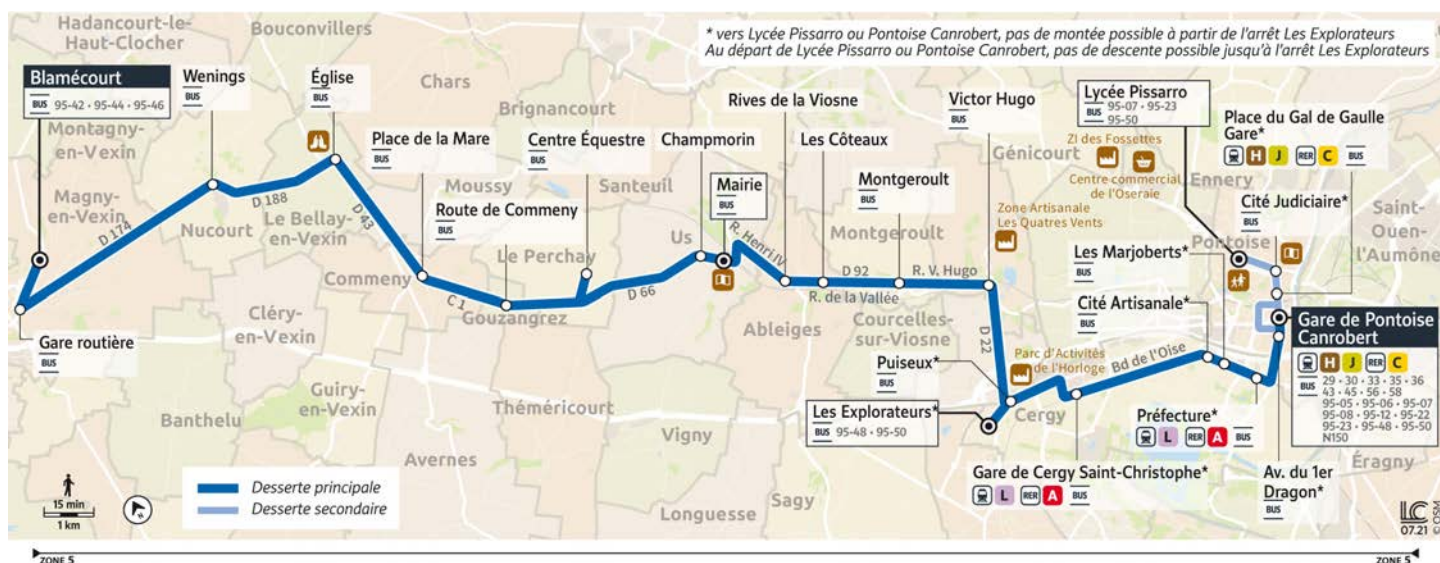 * vers Lycée Pissarro ou Pontoise Canrobert, pas de montée possible à partir de l'arrêt Les Explorateurs
Au départ de Lycée Pissarro ou Pontoise Canrobert, pas de descente possible jusqu'à l'arrêt Les Explorateurs
Hadancourt-le-
Haut-Clocher
Bouconvillers
Blamécourt
BUS 95-42 • 95-44 • 95-46
Wenings
BUS
Église
BUS
Chars
Brignancourt
Montagny-
en-Vexin
Magny-
en-Vexin
D 174
Nucourt
D 188
Le Bellay-
en-Vexin
D 43
Place de la Mare
BUS
Moussy
Route de Commeny
BUS
Commeny
C 1
Gouzangrez
Centre Équestre
BUS
Le Perchay
Santeuil
D 66
Champmorin
Us
Mairie
BUS
R. Henri IV
Rives de la Viosne
Les Côteaux
BUS
D 92
R. de la Vallée
Montgeroult
BUS
Montgeroult
R. V. Hugo
Victor Hugo
BUS
Génicourt
Zone Artisanale
Les Quatres Vents
ZI des Fossettes
Centre commercial
de l'Oseraie
Lycée Pissarro
BUS 95-07 • 95-23
95-50
Place du Gal de Gaulle
Gare*
H J RER C BUS
Ennery
Cité Judiciaire*
BUS
Saint-
Ouen-
l'Aumône
Pontoise
Les Marjoberts*
BUS
Cité Artisanale*
BUS
Gare de Pontoise
Canrobert
H J RER C
BUS 29 • 30 • 33 • 35 • 36
43 • 45 • 56 • 58
95-05 • 95-06 • 95-07
95-08 • 95-12 • 95-22
95-23 • 95-48 • 95-50
N150
Gare routière
BUS
Cléry-
en-Vexin
Ableiges
Courcelles-
sur-Viosne
D 22
Puiseux*
BUS
Parc d'Activités
de l'Horloge
Bd de l'Oise
Les Explorateurs*
BUS 95-48 • 95-50
Cergy
Préfecture*
L RER A BUS
Gare de Cergy Saint-Christophe*
L RER A BUS
Av. du 1er
Dragon*
BUS
Éragny
Banthelu
Guiry-
en-Vexin
Théméricourt
Vigny
Avernes
Longuesse
Sagy
15 min
1 km
Desserte principale
Desserte secondaire
LC
07.21
© OSM
ZONE 5
ZONE 5